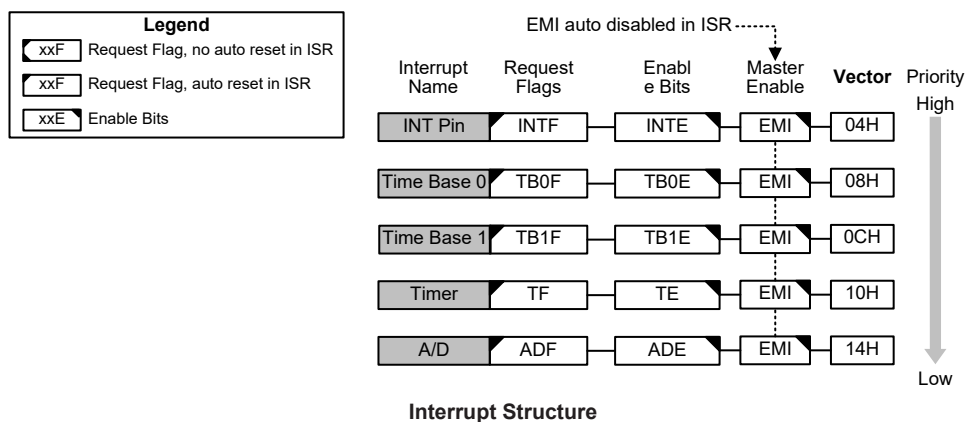 Legend
xxF Request Flag, no auto reset in ISR
xxF Request Flag, auto reset in ISR
xxE Enable Bits
EMI auto disabled in ISR
Interrupt Name
Request Flags
Enabl e Bits
Master Enable
Vector
Priority
High
INT Pin INTF INTE EMI 04H
Time Base 0 TB0F TB0E EMI 08H
Time Base 1 TB1F TB1E EMI 0CH
Timer TF TE EMI 10H
A/D ADF ADE EMI 14H
Low
Interrupt Structure